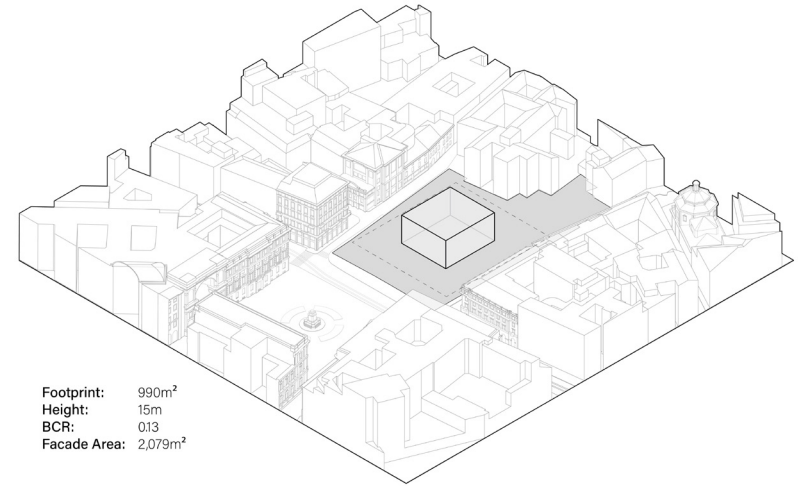 Footprint: 990m²
Height: 15m
BCR: 0.13
Facade Area: 2,079m²